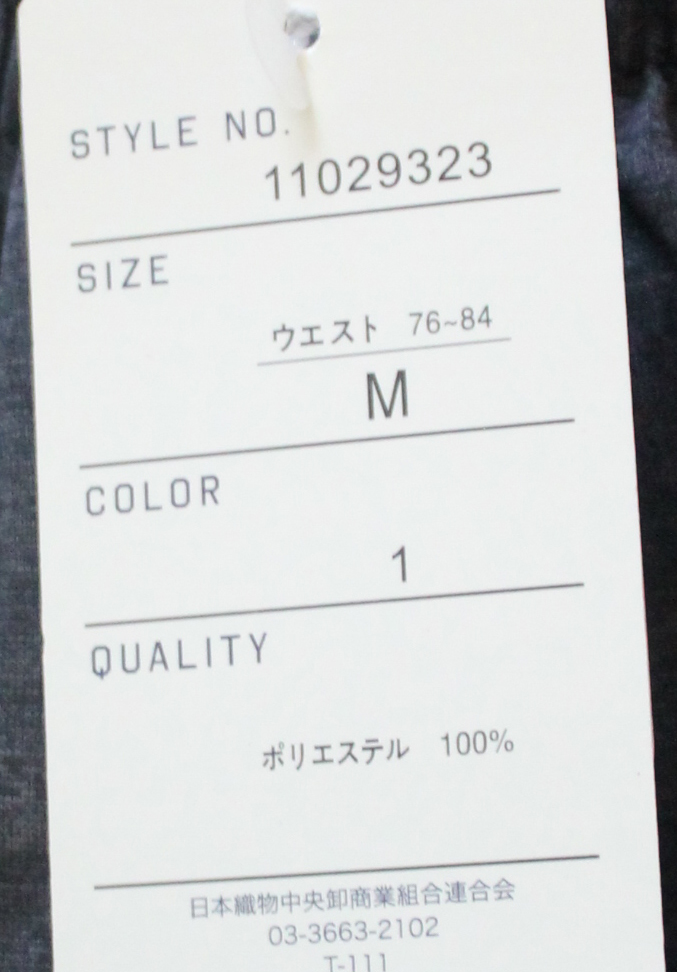 STYLE NO.
11029323
SIZE
ウエスト 76~84
M
COLOR
1
QUALITY
ポリエステル 100%
日本織物中央卸商業組合連合会
03-3663-2102
T-111